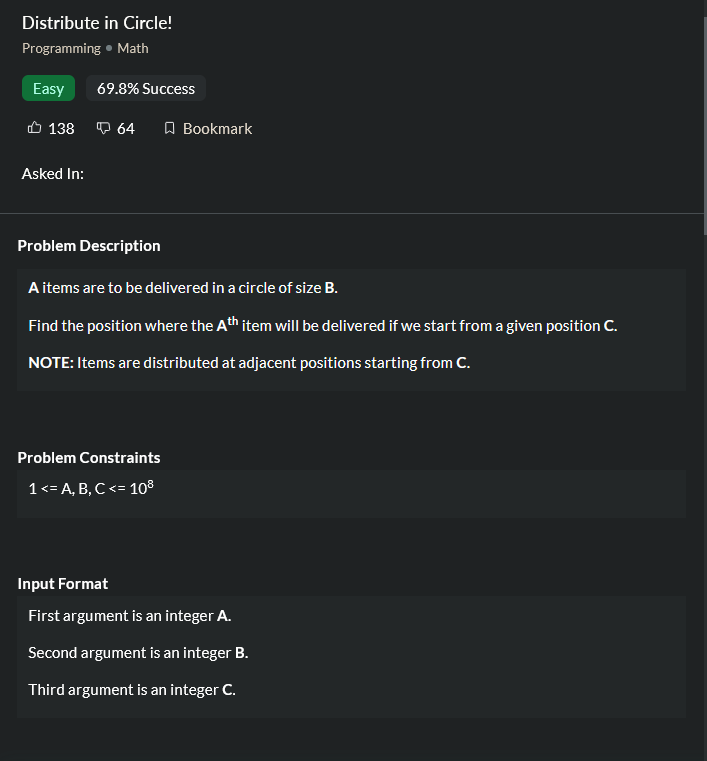 Distribute in Circle!
Programming • Math
Easy 69.8% Success
138 64 Bookmark
Asked In:
Problem Description
A items are to be delivered in a circle of size B.
Find the position where the Ath item will be delivered if we start from a given position C.
NOTE: Items are distributed at adjacent positions starting from C.
Problem Constraints
1 <= A, B, C <= 10⁸
Input Format
First argument is an integer A.
Second argument is an integer B.
Third argument is an integer C.